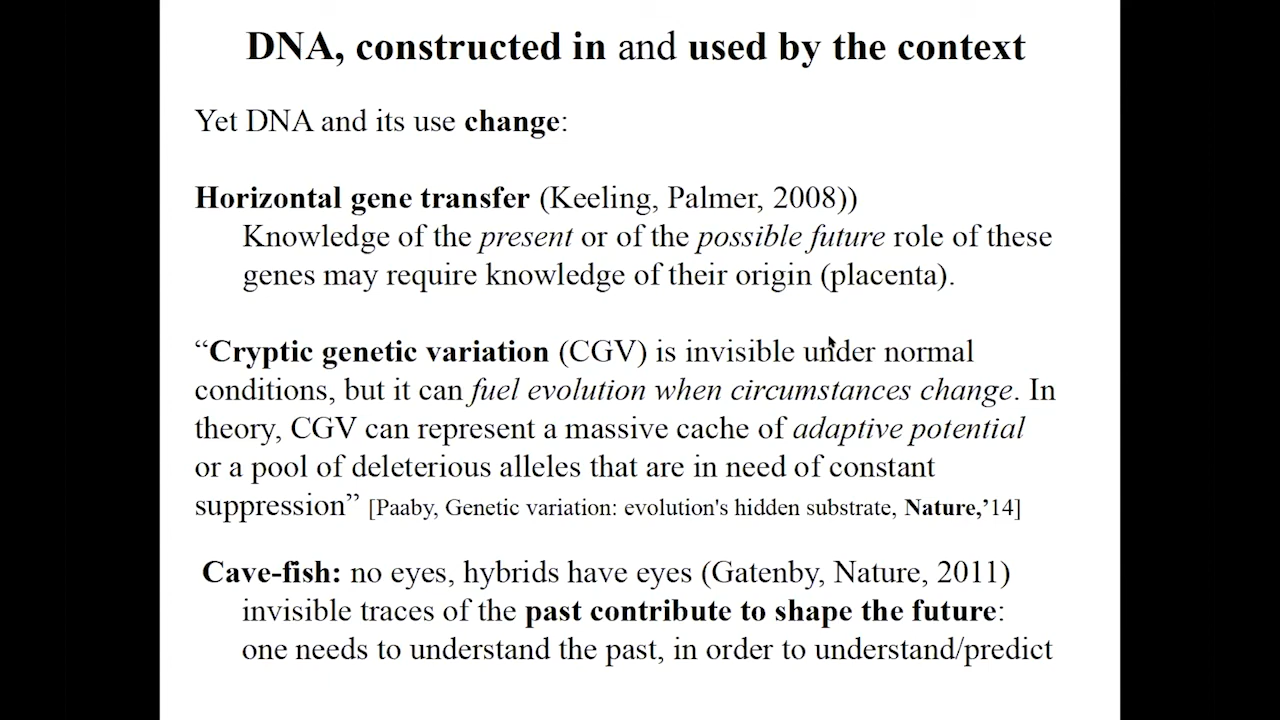 DNA, constructed in and used by the context
Yet DNA and its use change:
Horizontal gene transfer (Keeling, Palmer, 2008))
Knowledge of the present or of the possible future role of these
genes may require knowledge of their origin (placenta).
“Cryptic genetic variation (CGV) is invisible under normal
conditions, but it can fuel evolution when circumstances change. In
theory, CGV can represent a massive cache of adaptive potential
or a pool of deleterious alleles that are in need of constant
suppression” [Paaby, Genetic variation: evolution's hidden substrate, Nature,’14]
Cave-fish: no eyes, hybrids have eyes (Gatenby, Nature, 2011)
invisible traces of the past contribute to shape the future:
one needs to understand the past, in order to understand/predict